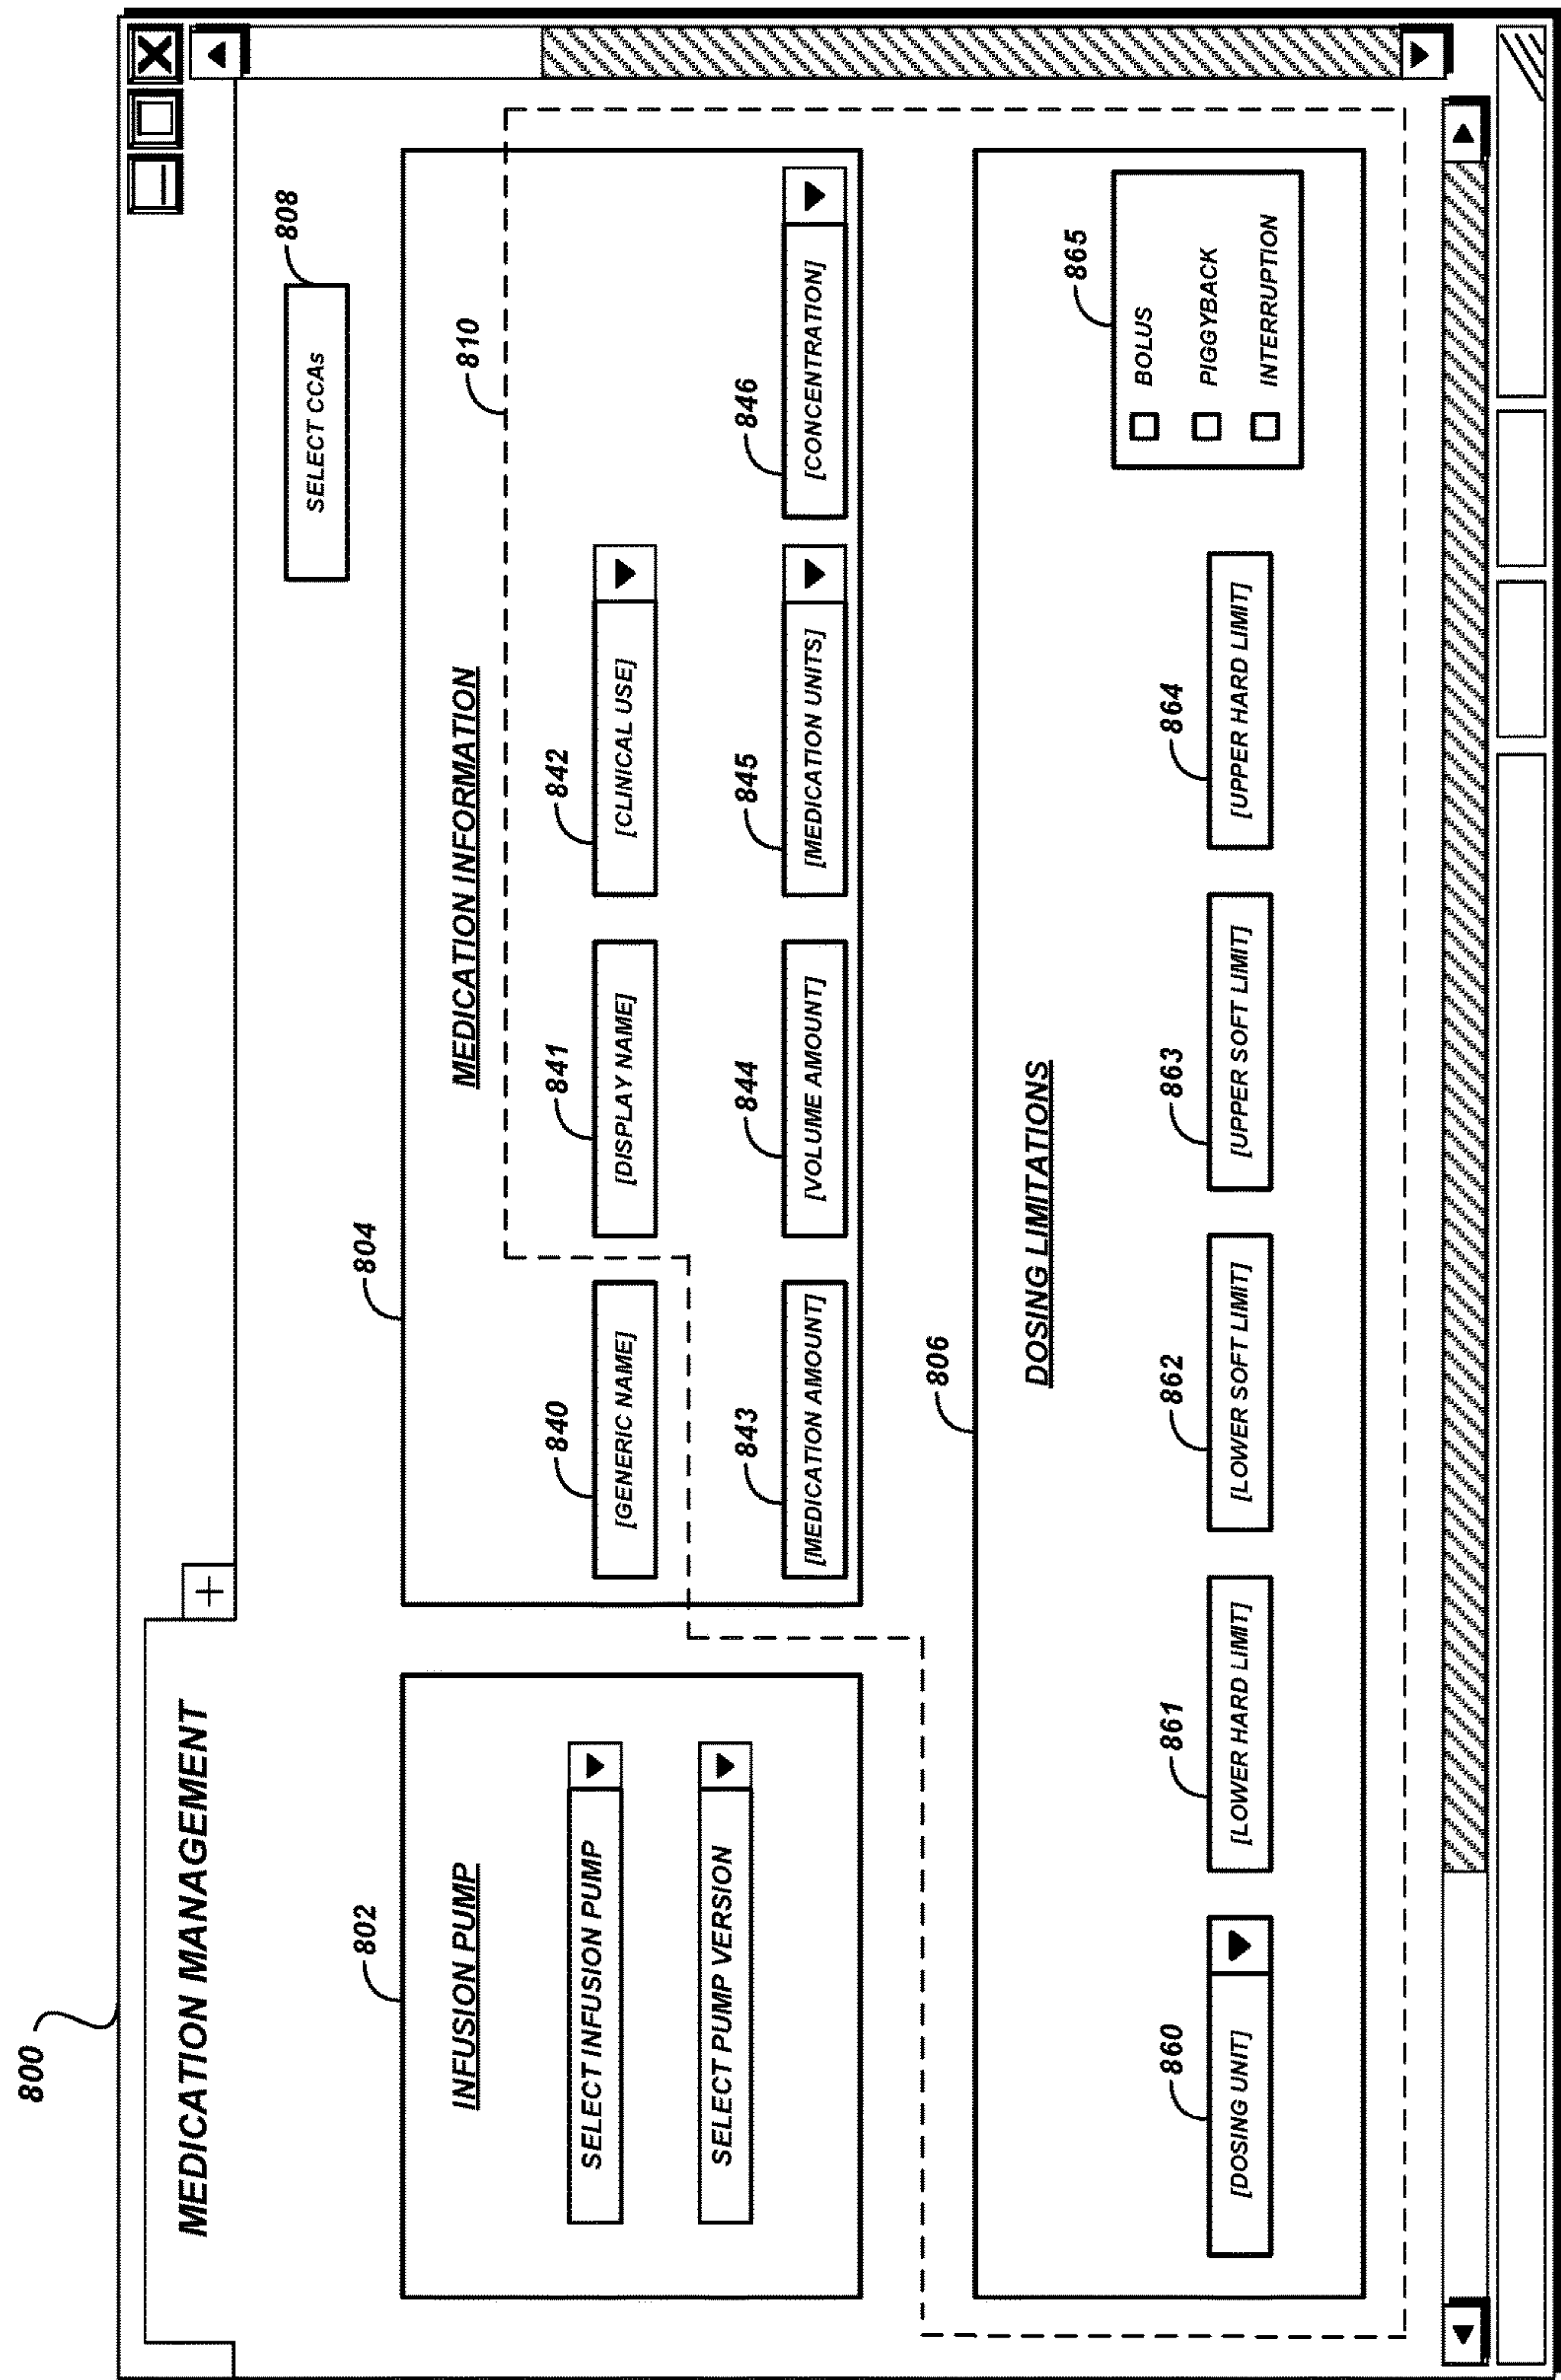 800
MEDICATION MANAGEMENT
+
SELECT CCAs
808
802
INFUSION PUMP
SELECT INFUSION PUMP
SELECT PUMP VERSION
804
MEDICATION INFORMATION
810
840
[GENERIC NAME]
841
[DISPLAY NAME]
842
[CLINICAL USE]
843
[MEDICATION AMOUNT]
844
[VOLUME AMOUNT]
845
[MEDICATION UNITS]
846
[CONCENTRATION]
806
DOSING LIMITATIONS
860
[DOSING UNIT]
861
[LOWER HARD LIMIT]
862
[LOWER SOFT LIMIT]
863
[UPPER SOFT LIMIT]
864
[UPPER HARD LIMIT]
865
BOLUS
PIGGYBACK
INTERRUPTION